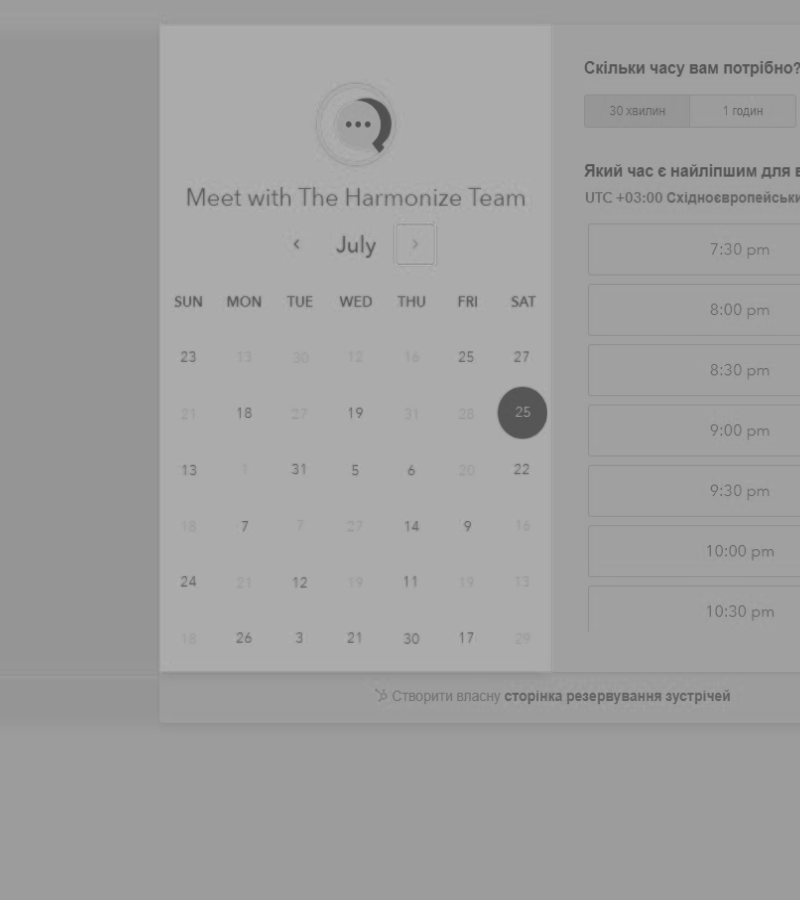 Meet with The Harmonize Team
July
SUN MON TUE WED THU FRI SAT
23 13 30 12 16 25 27
21 18 27 19 31 28 25
13 1 31 5 6 20 22
18 7 7 27 14 9 16
24 21 12 19 11 19 13
18 26 3 21 30 17 29
Скільки часу вам потрібно?
30 хвилин 1 годин
Який час є найліпшим для
UTC +03:00 Східноєвропейськи
7:30 pm
8:00 pm
8:30 pm
9:00 pm
9:30 pm
10:00 pm
10:30 pm
Створити власну сторінка резервування зустрічей